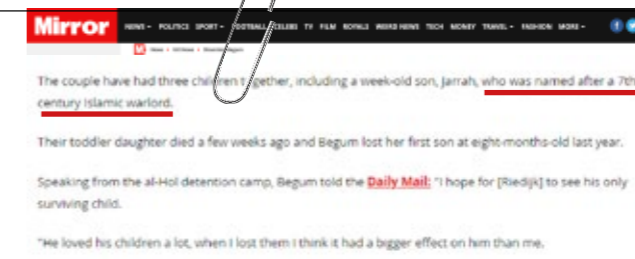 Mirror
NEWS POLITICS SPORT FOOTBALL CELEBS TV FILM ROYALS WEIRD NEWS TECH MONEY TRAVEL FASHION MORE
The couple have had three children together, including a week-old son, Jarrah, who was named after a 7th
century Islamic warlord.
Their toddler daughter died a few weeks ago and Begum lost her first son at eight-months-old last year.
Speaking from the al-Hol detention camp, Begum told the Daily Mail: "I hope for [Riedijk] to see his only
surviving child.
"He loved his children a lot, when I lost them I think it had a bigger effect on him than me.